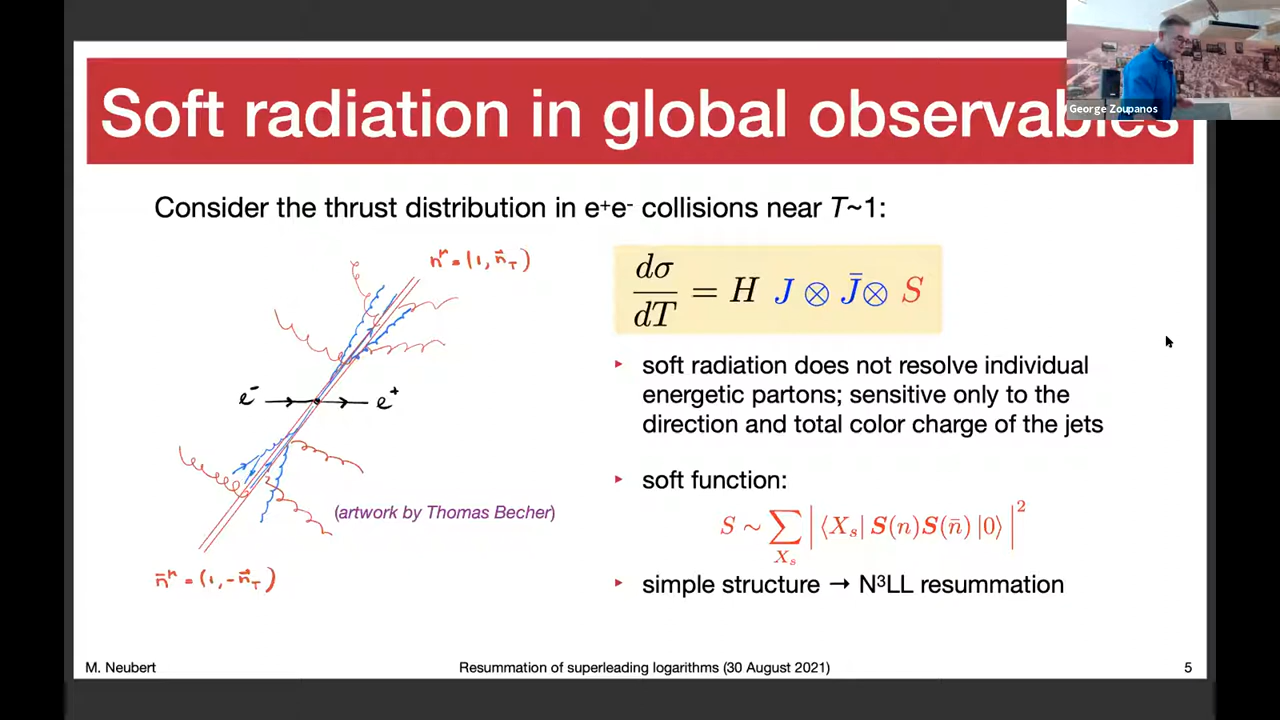 Soft radiation in global observables
George Zoupanos
Consider the thrust distribution in e⁺e⁻ collisions near T~1:
n^μ = (1, n⃗_T)
e⁻
e⁺
(artwork by Thomas Becher)
n̄^μ = (1, -n⃗_T)
dσ/dT = H J ⊗ J̄ ⊗ S
‣ soft radiation does not resolve individual
energetic partons; sensitive only to the
direction and total color charge of the jets
‣ soft function:
S ∼ ∑_{X_s} |⟨X_s| S(n)S(n̄) |0⟩|²
‣ simple structure → N³LL resummation
M. Neubert
Resummation of superleading logarithms (30 August 2021)
5